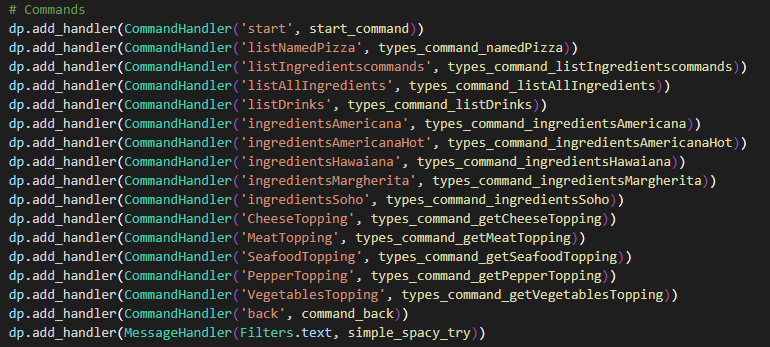 # Commands
dp.add_handler(CommandHandler('start', start_command))
dp.add_handler(CommandHandler('listNamedPizza', types_command_namedPizza))
dp.add_handler(CommandHandler('listIngredientscommands', types_command_listIngredientscommands))
dp.add_handler(CommandHandler('listAllIngredients', types_command_listAllIngredients))
dp.add_handler(CommandHandler('listDrinks', types_command_listDrinks))
dp.add_handler(CommandHandler('ingredientsAmericana', types_command_ingredientsAmericana))
dp.add_handler(CommandHandler('ingredientsAmericanaHot', types_command_ingredientsAmericanaHot))
dp.add_handler(CommandHandler('ingredientsHawaiana', types_command_ingredientsHawaiana))
dp.add_handler(CommandHandler('ingredientsMargherita', types_command_ingredientsMargherita))
dp.add_handler(CommandHandler('ingredientsSoho', types_command_ingredientsSoho))
dp.add_handler(CommandHandler('CheeseTopping', types_command_getCheeseTopping))
dp.add_handler(CommandHandler('MeatTopping', types_command_getMeatTopping))
dp.add_handler(CommandHandler('SeafoodTopping', types_command_getSeafoodTopping))
dp.add_handler(CommandHandler('PepperTopping', types_command_getPepperTopping))
dp.add_handler(CommandHandler('VegetablesTopping', types_command_getVegetablesTopping))
dp.add_handler(CommandHandler('back', command_back))
dp.add_handler(MessageHandler(Filters.text, simple_spacy_try))